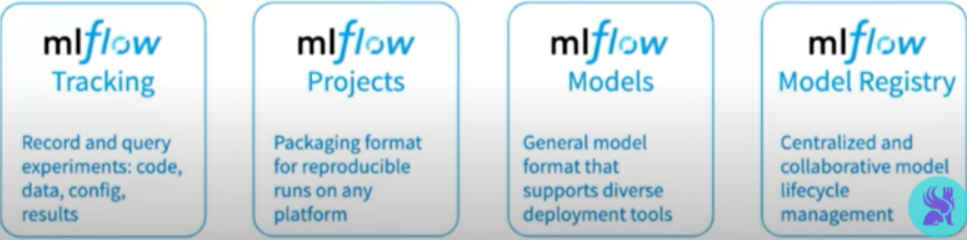 mlflow
Tracking
Record and query
experiments: code,
data, config,
results
mlflow
Projects
Packaging format
for reproducible
runs on any
platform
mlflow
Models
General model
format that
supports diverse
deployment tools
mlflow
Model Registry
Centralized and
collaborative model
lifecycle
management